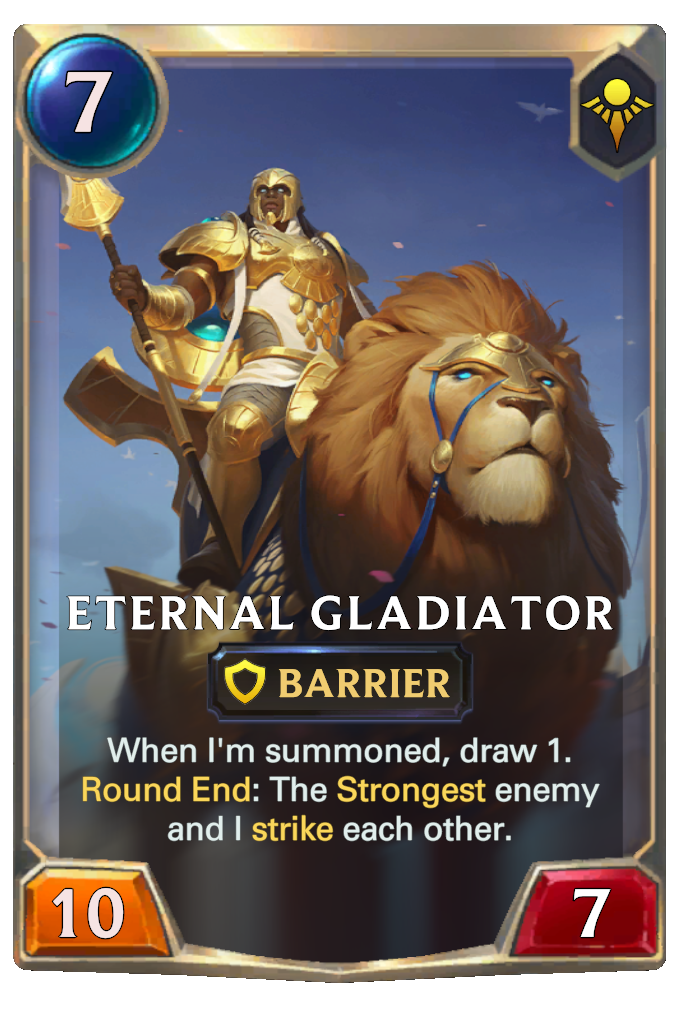 7
ETERNAL GLADIATOR
BARRIER
When I'm summoned, draw 1.
Round End: The Strongest enemy
and I strike each other.
10
7